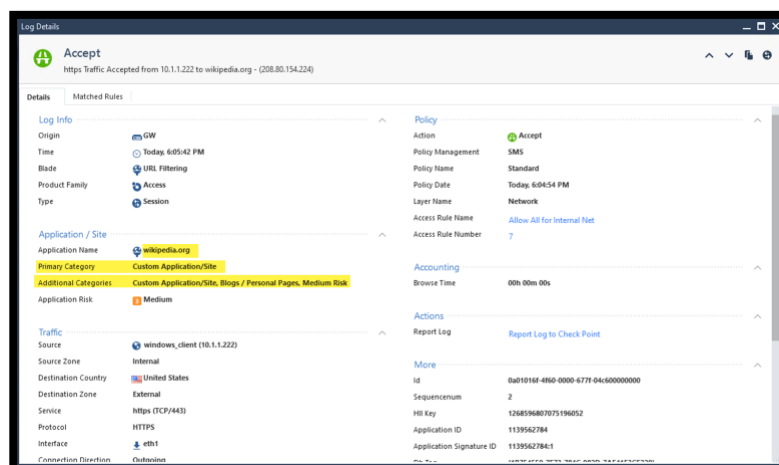 Log Details
Accept
https Traffic Accepted from 10.1.1.222 to wikipedia.org - (208.80.154.224)
Details Matched Rules
Log Info
Origin GW
Time Today, 6:05:42 PM
Blade URL Filtering
Product Family Access
Type Session
Application / Site
Application Name wikipedia.org
Primary Category Custom Application/Site
Additional Categories Custom Application/Site, Blogs / Personal Pages, Medium Risk
Application Risk Medium
Traffic
Source windows_client (10.1.1.222)
Source Zone Internal
Destination Country United States
Destination Zone External
Service https (TCP/443)
Protocol HTTPS
Interface eth1
Connection Direction Outgoing
Policy
Action Accept
Policy Management SMS
Policy Name Standard
Policy Date Today, 6:04:54 PM
Layer Name Network
Access Rule Name Allow All for Internal Net
Access Rule Number 7
Accounting
Browse Time 00h 00m 00s
Actions
Report Log Report Log to Check Point
More
Id 0a01016f-4f60-0000-677f-04c600000000
Sequencenum 2
Hll Key 1268596807075196052
Application ID 1139562784
Application Signature ID 1139562784:1